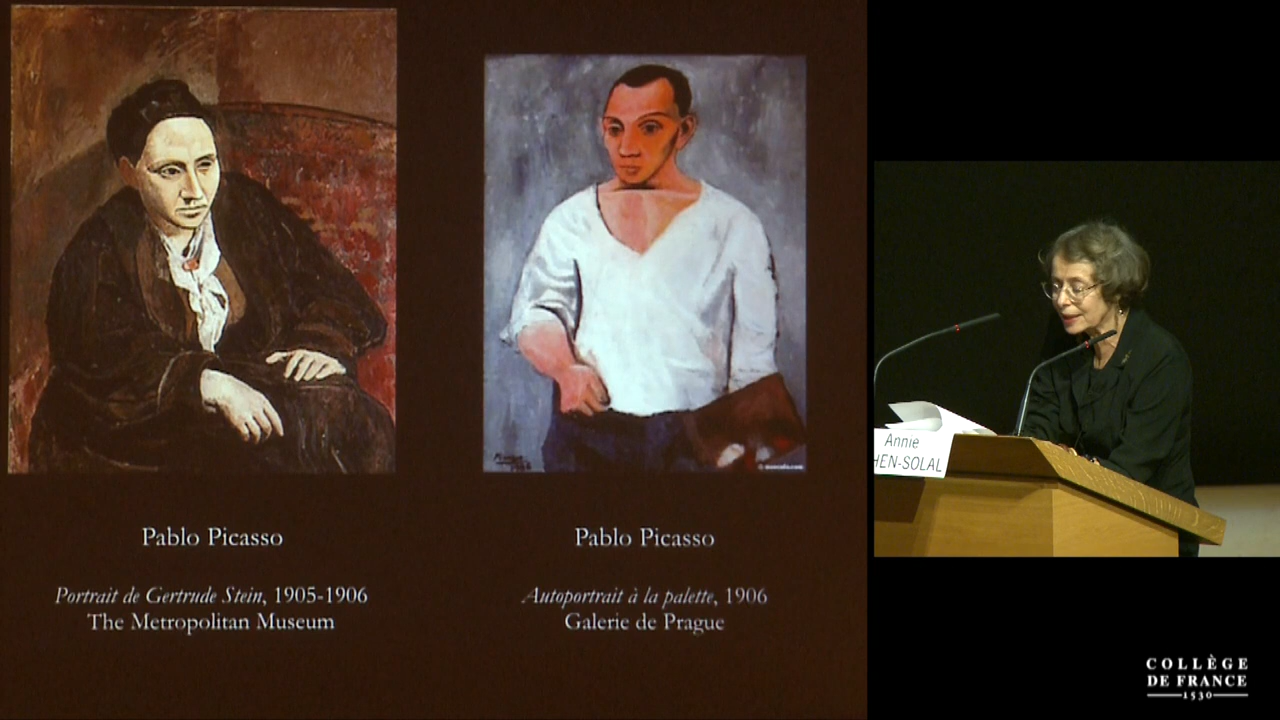 Pablo Picasso
Portrait de Gertrude Stein, 1905-1906
The Metropolitan Museum
Pablo Picasso
Autoportrait à la palette, 1906
Galerie de Prague
Annie
HEN-SOLAL
COLLÈGE
DE FRANCE
1530